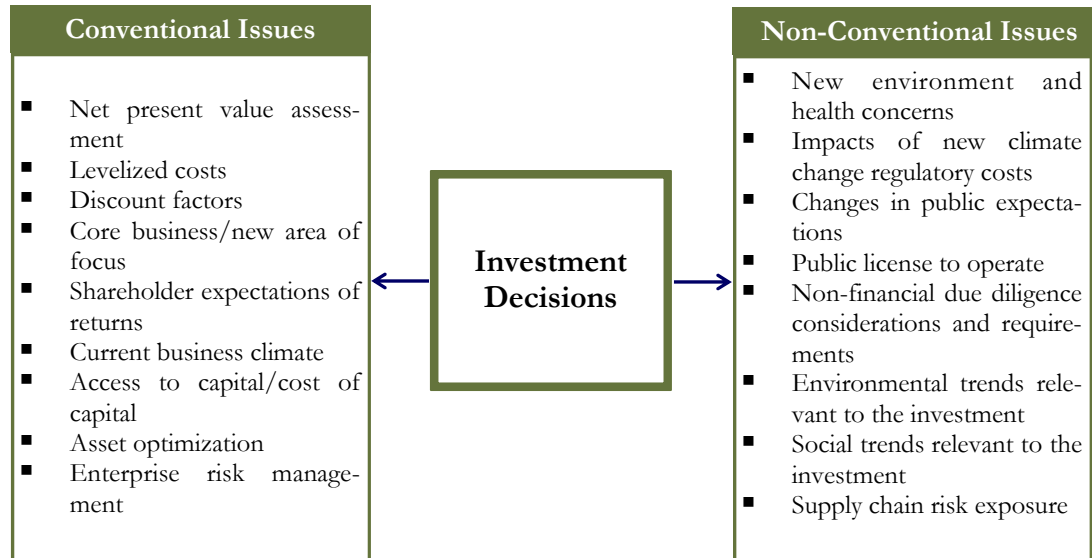 Conventional Issues
▪ Net present value assess-
ment
▪ Levelized costs
▪ Discount factors
▪ Core business/new area of
focus
▪ Shareholder expectations of
returns
▪ Current business climate
▪ Access to capital/cost of
capital
▪ Asset optimization
▪ Enterprise risk manage-
ment
Investment
Decisions
Non-Conventional Issues
▪ New environment and
health concerns
▪ Impacts of new climate
change regulatory costs
▪ Changes in public expecta-
tions
▪ Public license to operate
▪ Non-financial due diligence
considerations and require-
ments
▪ Environmental trends rele-
vant to the investment
▪ Social trends relevant to the
investment
▪ Supply chain risk exposure